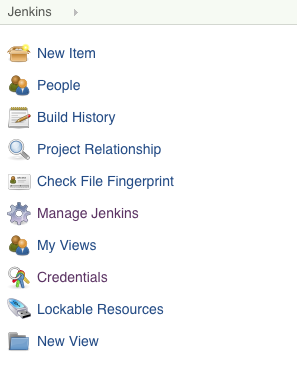 Jenkins
New Item
People
Build History
Project Relationship
Check File Fingerprint
Manage Jenkins
My Views
Credentials
Lockable Resources
New View